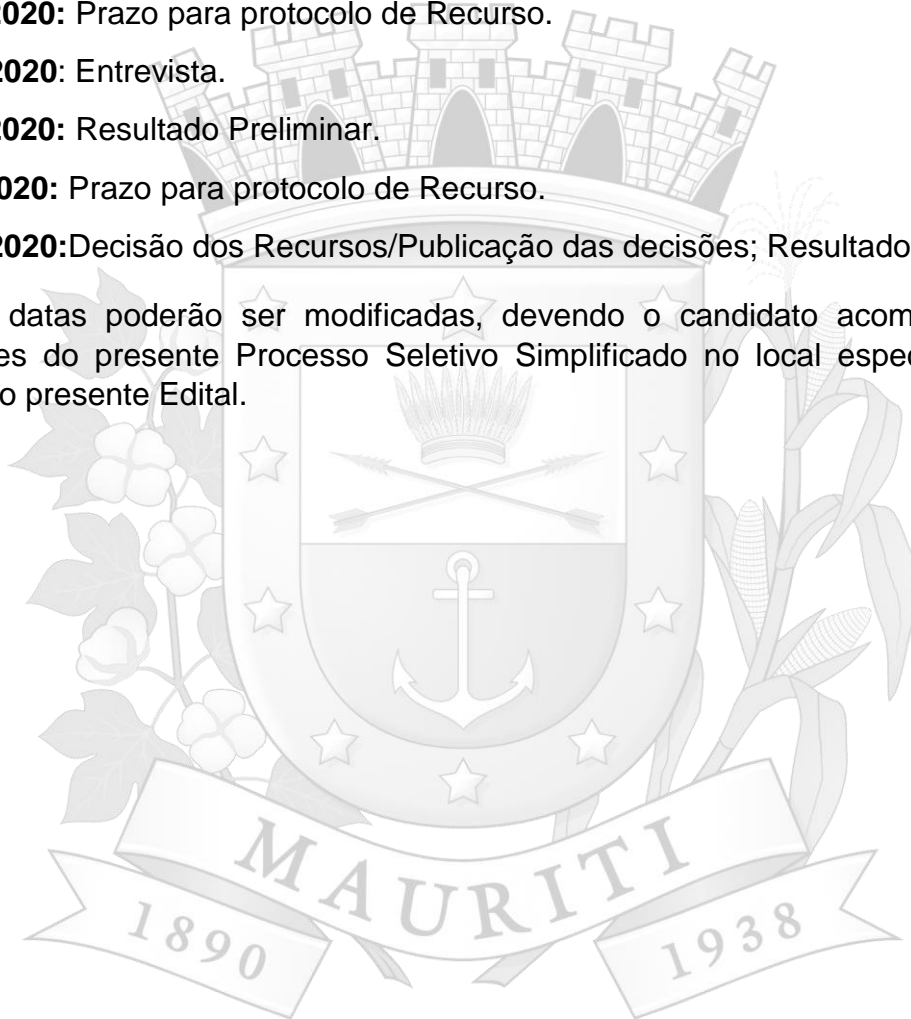 2020: Prazo para protocolo de Recurso.
2020: Entrevista.
2020: Resultado Preliminar.
020: Prazo para protocolo de Recurso.
2020:Decisão dos Recursos/Publicação das decisões; Resultado
datas poderão ser modificadas, devendo o candidato acom
es do presente Processo Seletivo Simplificado no local espec
o presente Edital.
MAURITI
1890
1938